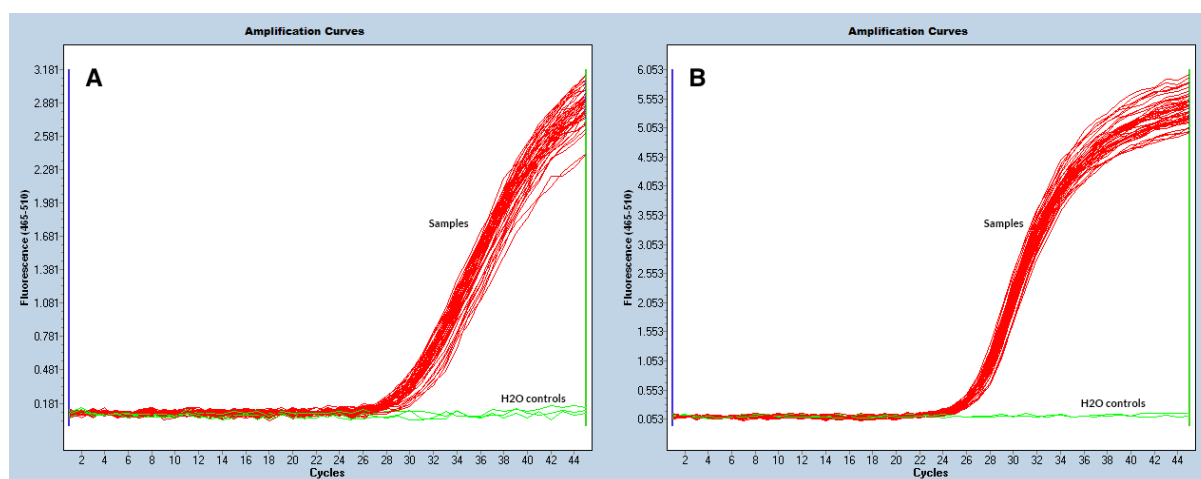 Amplification Curves
A
3.181
2.881
2.581
2.281
1.981
1.681
1.381
1.081
0.781
0.481
0.181
Fluorescence (465-510)
Samples
H2O controls
2 4 6 8 10 12 14 16 18 20 22 24 26 28 30 32 34 36 38 40 42 44
Cycles
Amplification Curves
B
6.053
5.553
5.053
4.553
4.053
3.553
3.053
2.553
2.053
1.553
1.053
0.553
0.053
Fluorescence (465-510)
Samples
H2O controls
2 4 6 8 10 12 14 16 18 20 22 24 26 28 30 32 34 36 38 40 42 44
Cycles